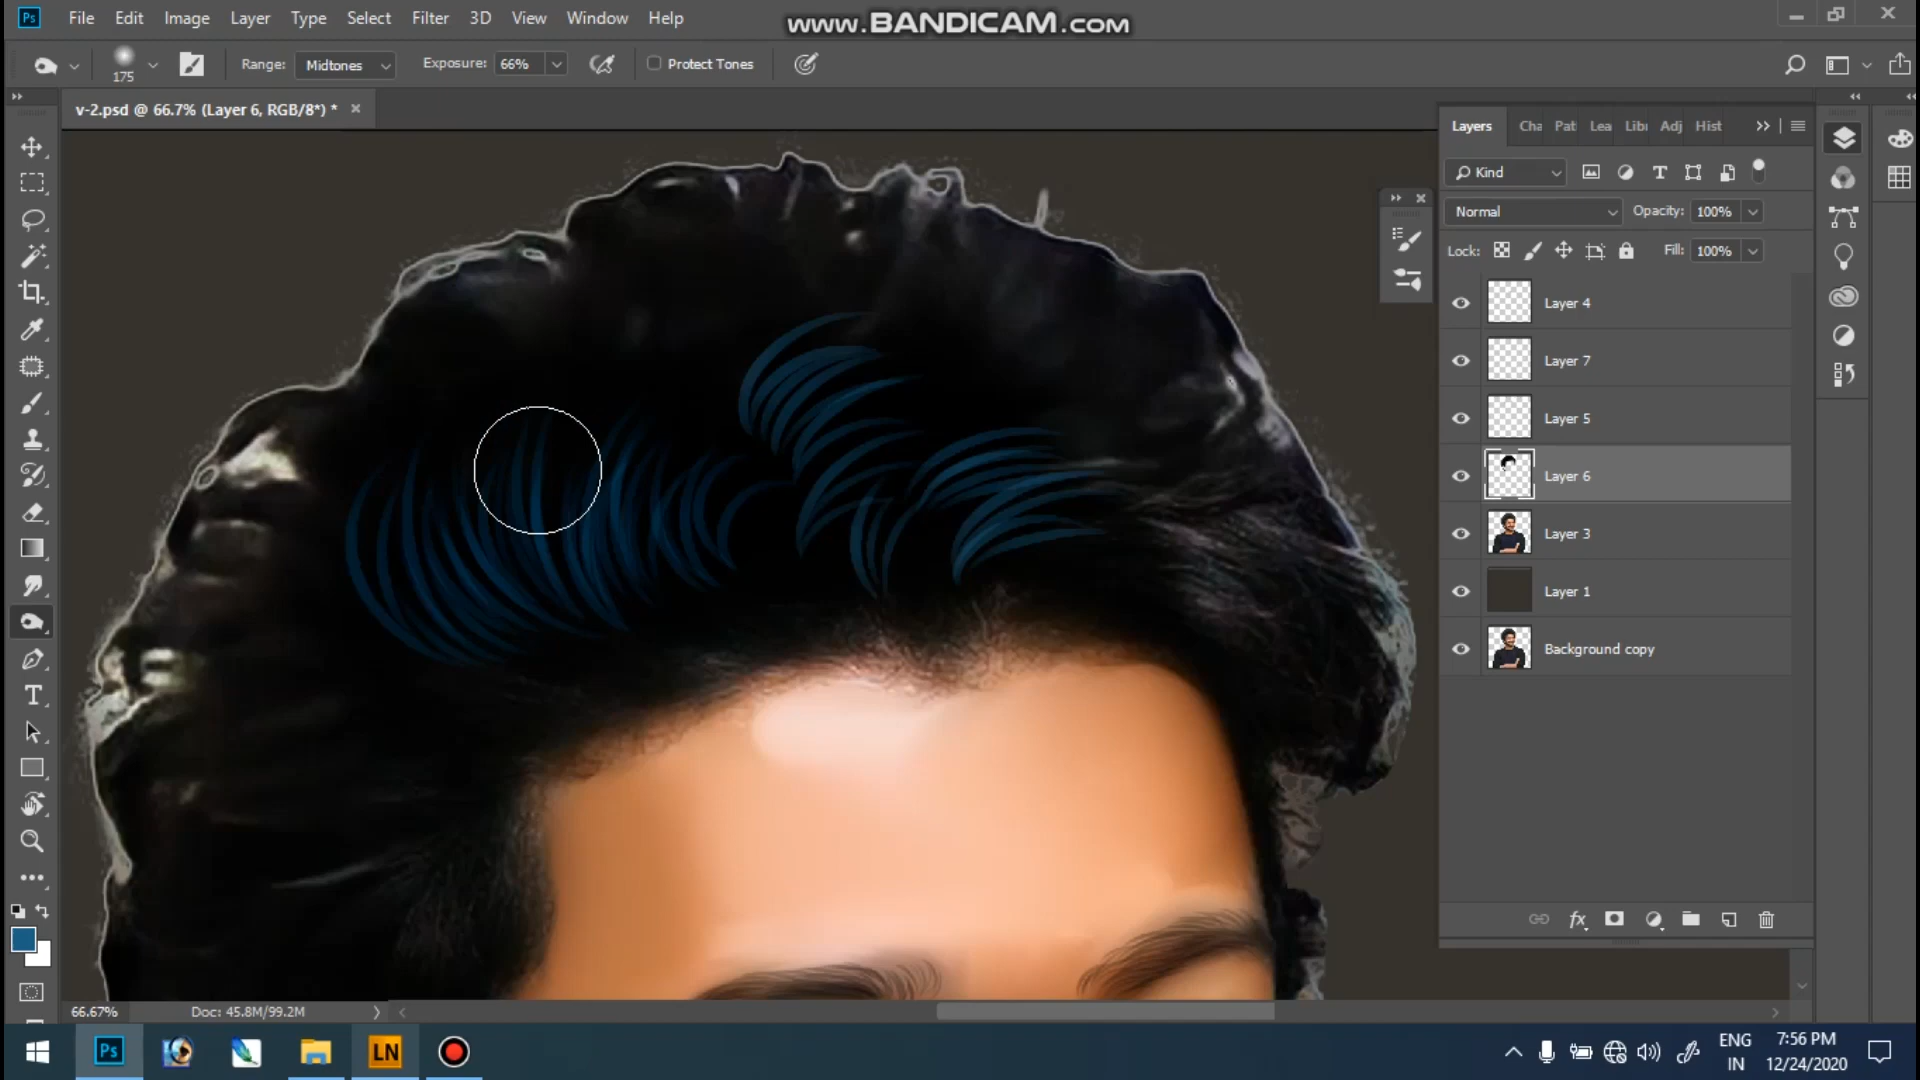 Ps File Edit Image Layer Type Select Filter 3D View Window Help
www.BANDICAM.com
175 Range: Midtones Exposure: 66% Protect Tones
v-2.psd @ 66.7% (Layer 6, RGB/8*) *
Layers Cha Pat Lea Libi Adj Hist
Kind
Normal Opacity: 100%
Lock: Fill: 100%
Layer 4
Layer 7
Layer 5
Layer 6
Layer 3
Layer 1
Background copy
fx
66.67% Doc: 45.8M/99.2M
Ps LN
ENG 7:56 PM
IN 12/24/2020